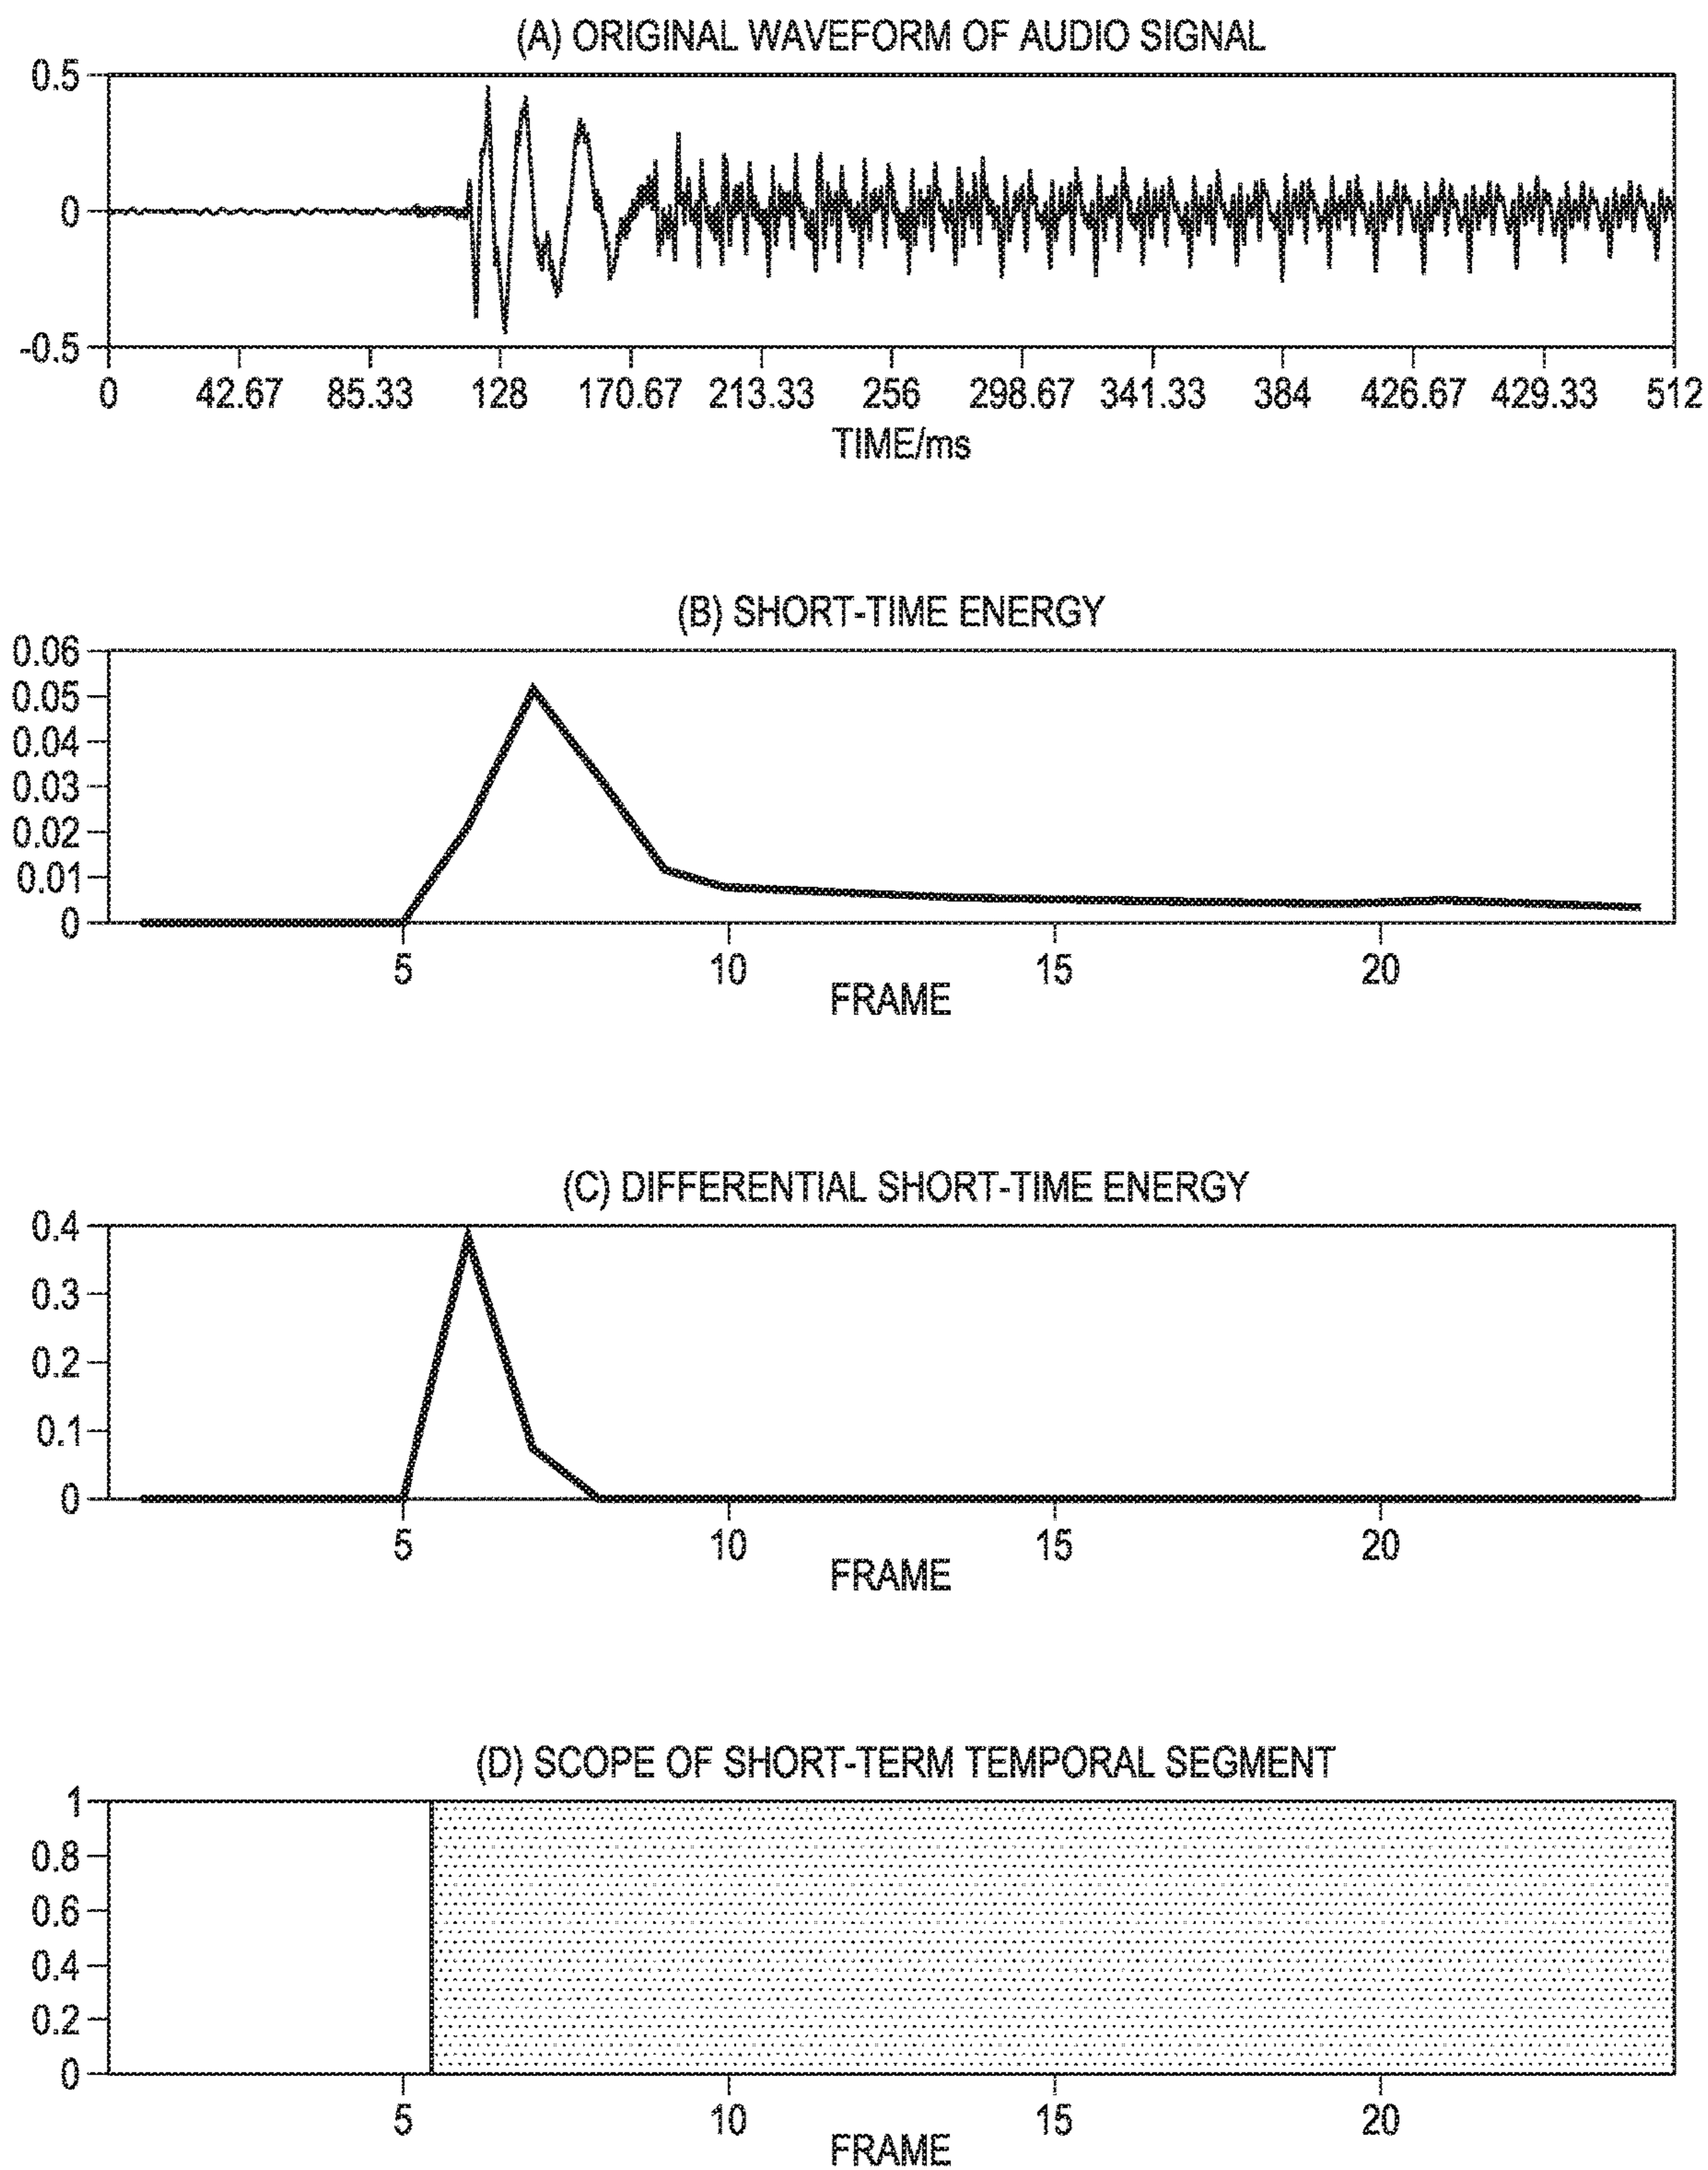 (A) ORIGINAL WAVEFORM OF AUDIO SIGNAL
0.5
0
-0.5
0 42.67 85.33 128 170.67 213.33 256 298.67 341.33 384 426.67 429.33 512
TIME/ms
(B) SHORT-TIME ENERGY
0.06
0.05
0.04
0.03
0.02
0.01
0
5 10 15 20
FRAME
(C) DIFFERENTIAL SHORT-TIME ENERGY
0.4
0.3
0.2
0.1
0
5 10 15 20
FRAME
(D) SCOPE OF SHORT-TERM TEMPORAL SEGMENT
1
0.8
0.6
0.4
0.2
0
5 10 15 20
FRAME